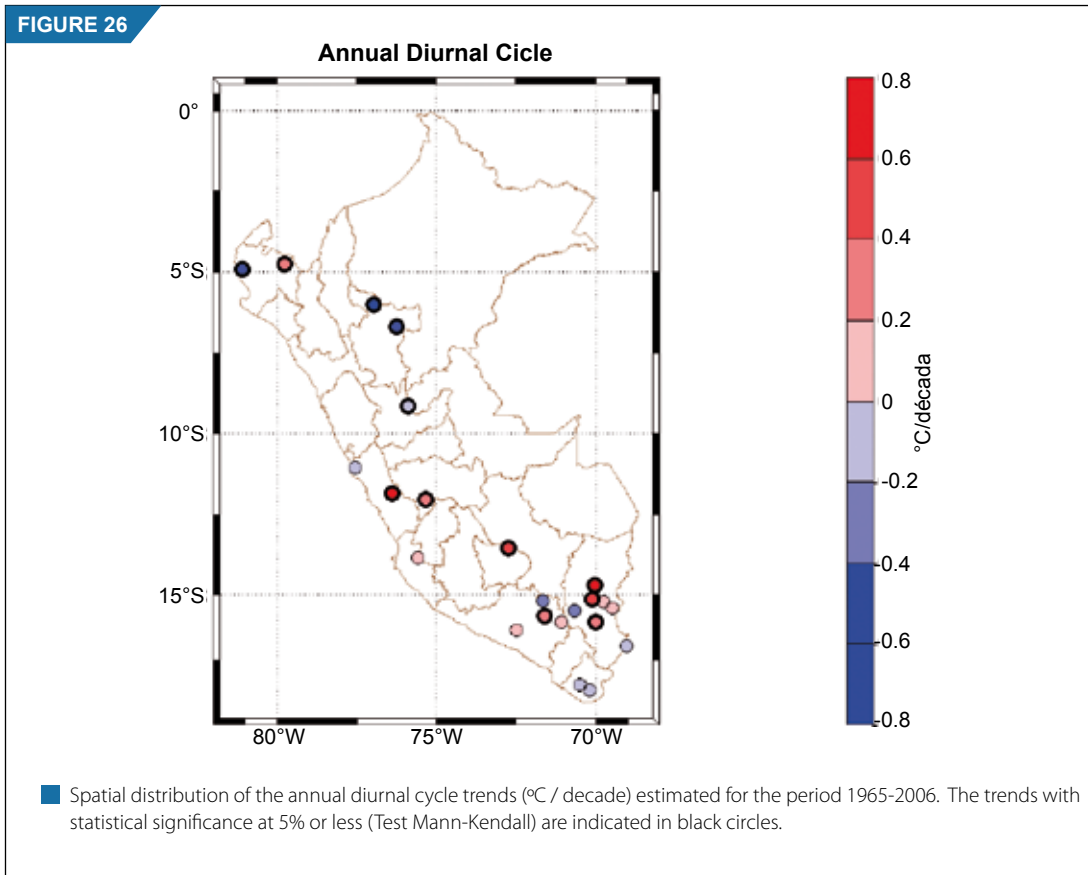 FIGURE 26
Annual Diurnal Cicle
0°
5°S
10°S
15°S
80°W
75°W
70°W
0.8
0.6
0.4
0.2
0
-0.2
-0.4
-0.6
-0.8
°C/década
Spatial distribution of the annual diurnal cycle trends (ºC / decade) estimated for the period 1965-2006. The trends with
statistical significance at 5% or less (Test Mann-Kendall) are indicated in black circles.